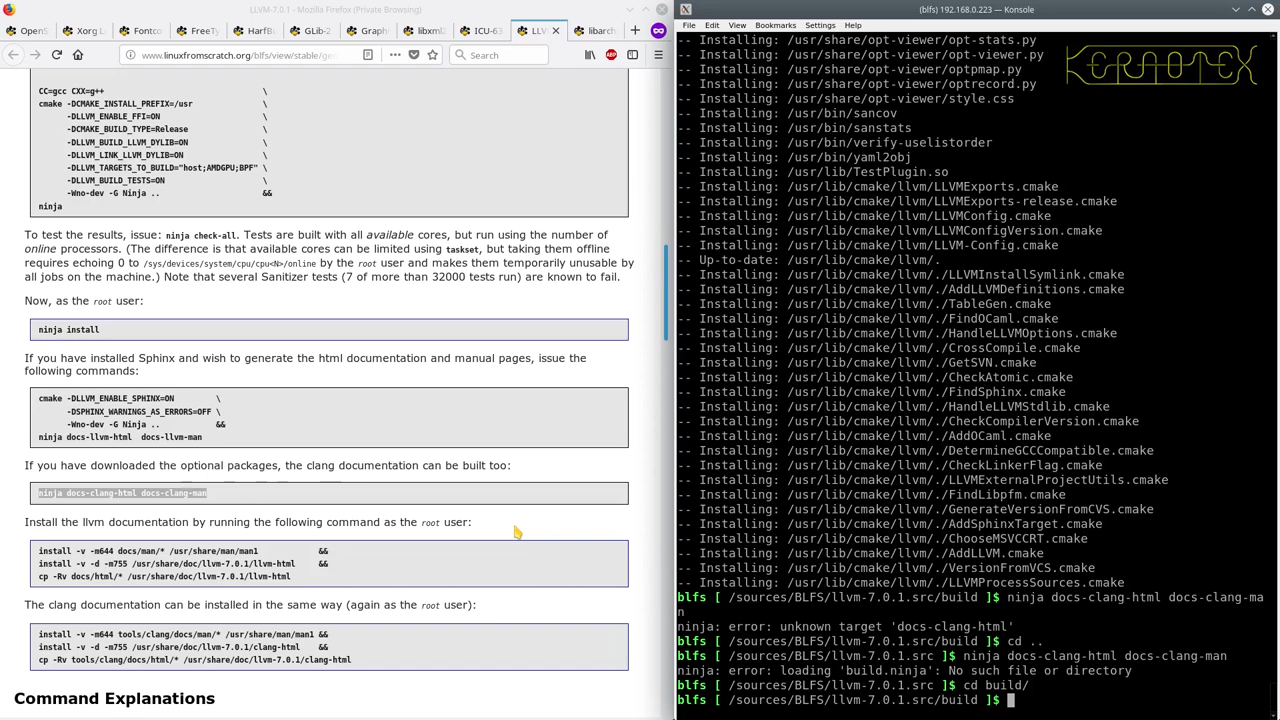 LLVM-7.0.1 - Mozilla Firefox (Private Browsing)
OpenS
Xorg L
Fontco
FreeTy
HarfBu
GLib-2
Graph
libxml2
ICU-63
LLV
libarch
www.linuxfromscratch.org/blfs/view/stable/gen
Search
ABP
CC=gcc CXX=g++ \
cmake -DCMAKE_INSTALL_PREFIX=/usr \
-DLLVM_ENABLE_FFI=ON \
-DCMAKE_BUILD_TYPE=Release \
-DLLVM_BUILD_LLVM_DYLIB=ON \
-DLLVM_LINK_LLVM_DYLIB=ON \
-DLLVM_TARGETS_TO_BUILD="host;AMDGPU;BPF" \
-DLLVM_BUILD_TESTS=ON \
-Wno-dev -G Ninja .. &&
ninja
To test the results, issue: ninja check-all. Tests are built with all available cores, but run using the number of
online processors. (The difference is that available cores can be limited using taskset, but taking them offline
requires echoing 0 to /sys/devices/system/cpu/cpu<N>/online by the root user and makes them temporarily unusable by
all jobs on the machine.) Note that several Sanitizer tests (7 of more than 32000 tests run) are known to fail.
Now, as the root user:
ninja install
If you have installed Sphinx and wish to generate the html documentation and manual pages, issue the
following commands:
cmake -DLLVM_ENABLE_SPHINX=ON \
-DSPHINX_WARNINGS_AS_ERRORS=OFF \
-Wno-dev -G Ninja .. &&
ninja docs-llvm-html docs-llvm-man
If you have downloaded the optional packages, the clang documentation can be built too:
ninja docs-clang-html docs-clang-man
Install the llvm documentation by running the following command as the root user:
install -v -m644 docs/man/* /usr/share/man/man1 &&
install -v -d -m755 /usr/share/doc/llvm-7.0.1/llvm-html &&
cp -Rv docs/html/* /usr/share/doc/llvm-7.0.1/llvm-html
The clang documentation can be installed in the same way (again as the root user):
install -v -m644 tools/clang/docs/man/* /usr/share/man/man1 &&
install -v -d -m755 /usr/share/doc/llvm-7.0.1/clang-html &&
cp -Rv tools/clang/docs/html/* /usr/share/doc/llvm-7.0.1/clang-html
Command Explanations
(blfs) 192.168.0.223 — Konsole
File Edit View Bookmarks Settings Help
KERNOTEX
-- Installing: /usr/share/opt-viewer/opt-stats.py
-- Installing: /usr/share/opt-viewer/opt-viewer.py
-- Installing: /usr/share/opt-viewer/optpmap.py
-- Installing: /usr/share/opt-viewer/optrecord.py
-- Installing: /usr/share/opt-viewer/style.css
-- Installing: /usr/bin/sancov
-- Installing: /usr/bin/sanstats
-- Installing: /usr/bin/verify-uselistorder
-- Installing: /usr/bin/yaml2obj
-- Installing: /usr/lib/TestPlugin.so
-- Installing: /usr/lib/cmake/llvm/LLVMExports.cmake
-- Installing: /usr/lib/cmake/llvm/LLVMExports-release.cmake
-- Installing: /usr/lib/cmake/llvm/LLVMConfig.cmake
-- Installing: /usr/lib/cmake/llvm/LLVMConfigVersion.cmake
-- Installing: /usr/lib/cmake/llvm/LLVM-Config.cmake
-- Up-to-date: /usr/lib/cmake/llvm/.
-- Installing: /usr/lib/cmake/llvm/./LLVMInstallSymlink.cmake
-- Installing: /usr/lib/cmake/llvm/./AddLLVMDefinitions.cmake
-- Installing: /usr/lib/cmake/llvm/./TableGen.cmake
-- Installing: /usr/lib/cmake/llvm/./FindOCaml.cmake
-- Installing: /usr/lib/cmake/llvm/./HandleLLVMOptions.cmake
-- Installing: /usr/lib/cmake/llvm/./CrossCompile.cmake
-- Installing: /usr/lib/cmake/llvm/./GetSVN.cmake
-- Installing: /usr/lib/cmake/llvm/./CheckAtomic.cmake
-- Installing: /usr/lib/cmake/llvm/./FindSphinx.cmake
-- Installing: /usr/lib/cmake/llvm/./HandleLLVMStdlib.cmake
-- Installing: /usr/lib/cmake/llvm/./CheckCompilerVersion.cmake
-- Installing: /usr/lib/cmake/llvm/./AddOCaml.cmake
-- Installing: /usr/lib/cmake/llvm/./DetermineGCCCompatible.cmake
-- Installing: /usr/lib/cmake/llvm/./CheckLinkerFlag.cmake
-- Installing: /usr/lib/cmake/llvm/./LLVMExternalProjectUtils.cmake
-- Installing: /usr/lib/cmake/llvm/./FindLibpfm.cmake
-- Installing: /usr/lib/cmake/llvm/./GenerateVersionFromCVS.cmake
-- Installing: /usr/lib/cmake/llvm/./AddSphinxTarget.cmake
-- Installing: /usr/lib/cmake/llvm/./ChooseMSVCCRT.cmake
-- Installing: /usr/lib/cmake/llvm/./AddLLVM.cmake
-- Installing: /usr/lib/cmake/llvm/./VersionFromVCS.cmake
-- Installing: /usr/lib/cmake/llvm/./LLVMProcessSources.cmake
blfs [ /sources/BLFS/llvm-7.0.1.src/build ]$ ninja docs-clang-html docs-clang-ma
n
ninja: error: unknown target 'docs-clang-html'
blfs [ /sources/BLFS/llvm-7.0.1.src/build ]$ cd ..
blfs [ /sources/BLFS/llvm-7.0.1.src ]$ ninja docs-clang-html docs-clang-man
ninja: error: loading 'build.ninja': No such file or directory
blfs [ /sources/BLFS/llvm-7.0.1.src ]$ cd build/
blfs [ /sources/BLFS/llvm-7.0.1.src/build ]$